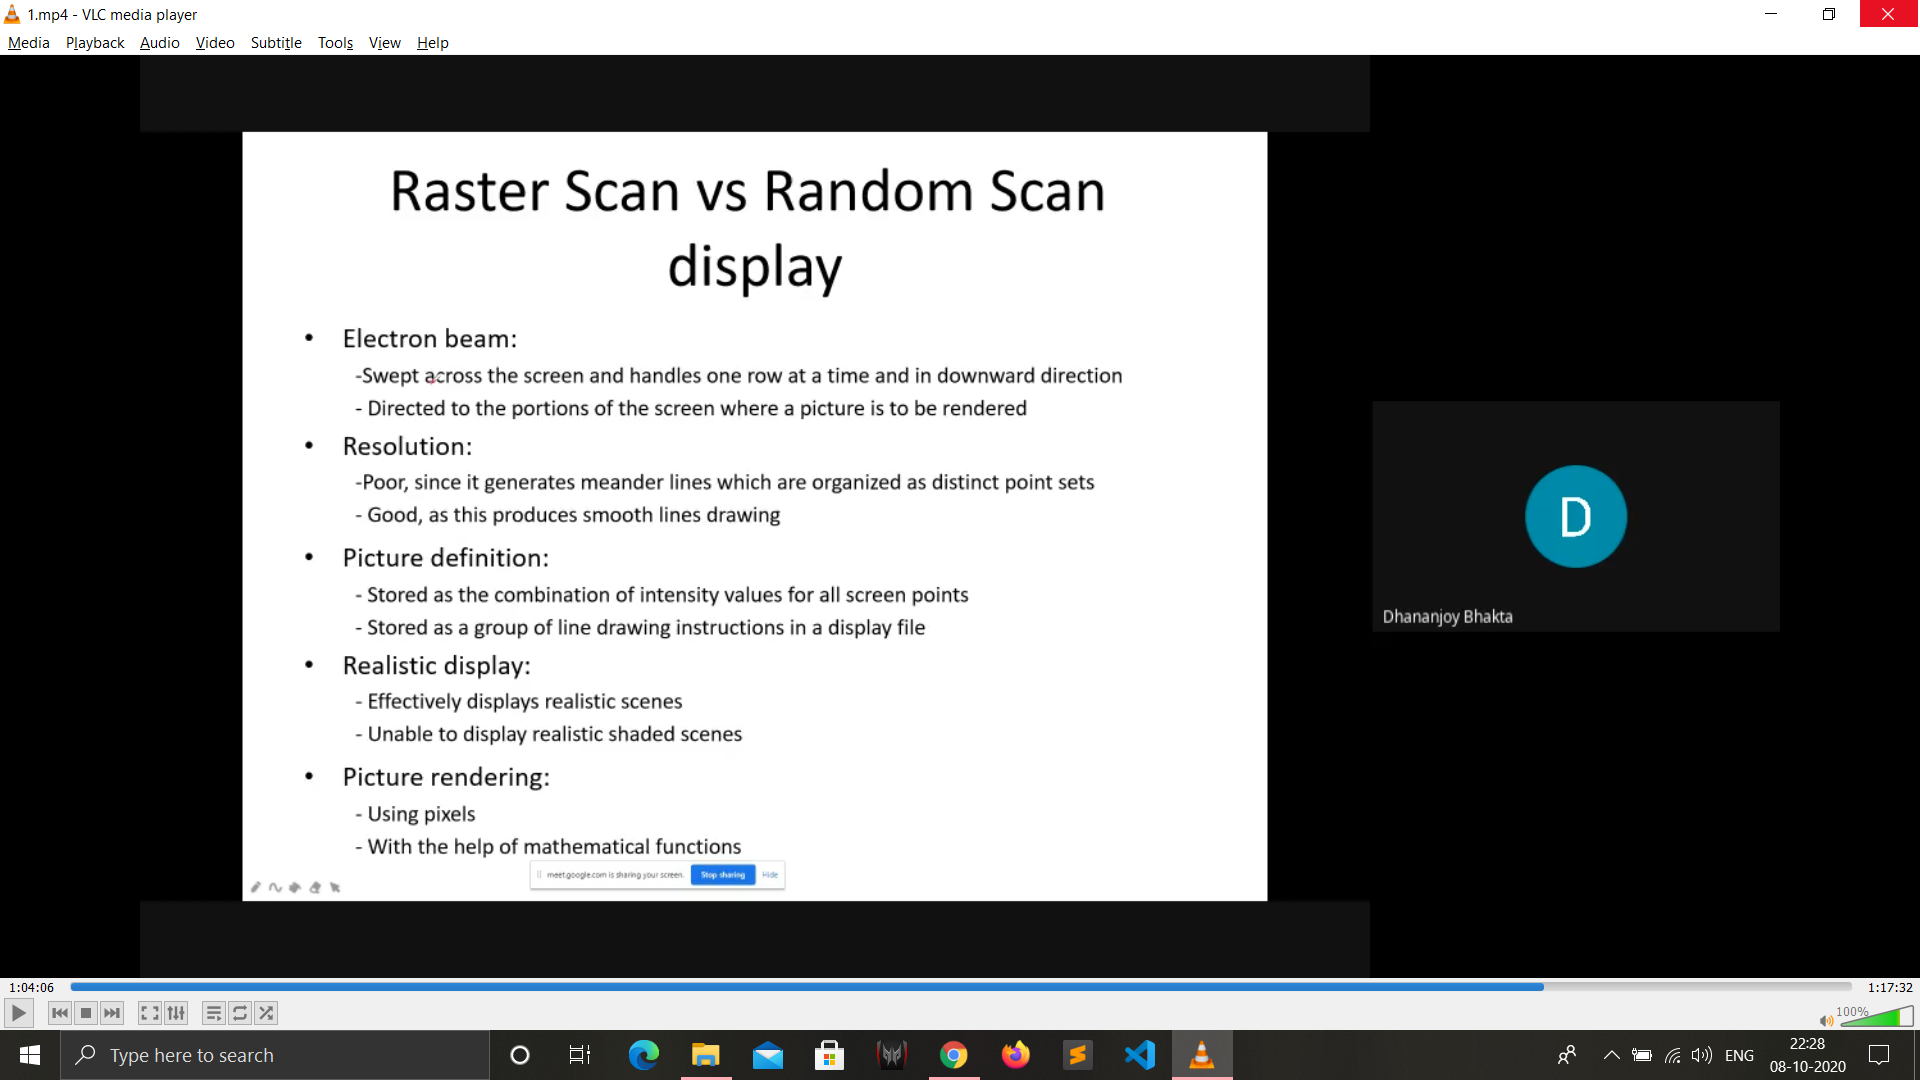 1.mp4 - VLC media player
Media Playback Audio Video Subtitle Tools View Help
Raster Scan vs Random Scan
display
• Electron beam:
-Swept across the screen and handles one row at a time and in downward direction
- Directed to the portions of the screen where a picture is to be rendered
• Resolution:
-Poor, since it generates meander lines which are organized as distinct point sets
- Good, as this produces smooth lines drawing
• Picture definition:
- Stored as the combination of intensity values for all screen points
- Stored as a group of line drawing instructions in a display file
• Realistic display:
- Effectively displays realistic scenes
- Unable to display realistic shaded scenes
• Picture rendering:
- Using pixels
- With the help of mathematical functions
meet.google.com is sharing your screen. Stop sharing Hide
D
Dhananjoy Bhakta
1:04:06 1:17:32
100%
Type here to search
ENG
22:28
08-10-2020